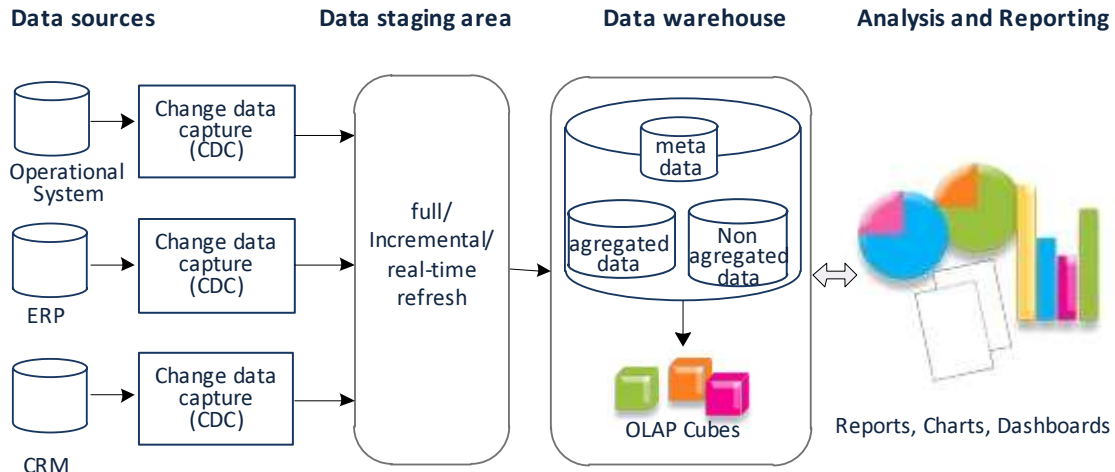 Data sources
Data staging area
Data warehouse
Analysis and Reporting
Change data
capture
(CDC)
Operational
System
Change data
capture
(CDC)
ERP
Change data
capture
(CDC)
CRM
full/
Incremental/
real-time
refresh
meta
data
agregated
data
Non
agregated
data
OLAP Cubes
Reports, Charts, Dashboards